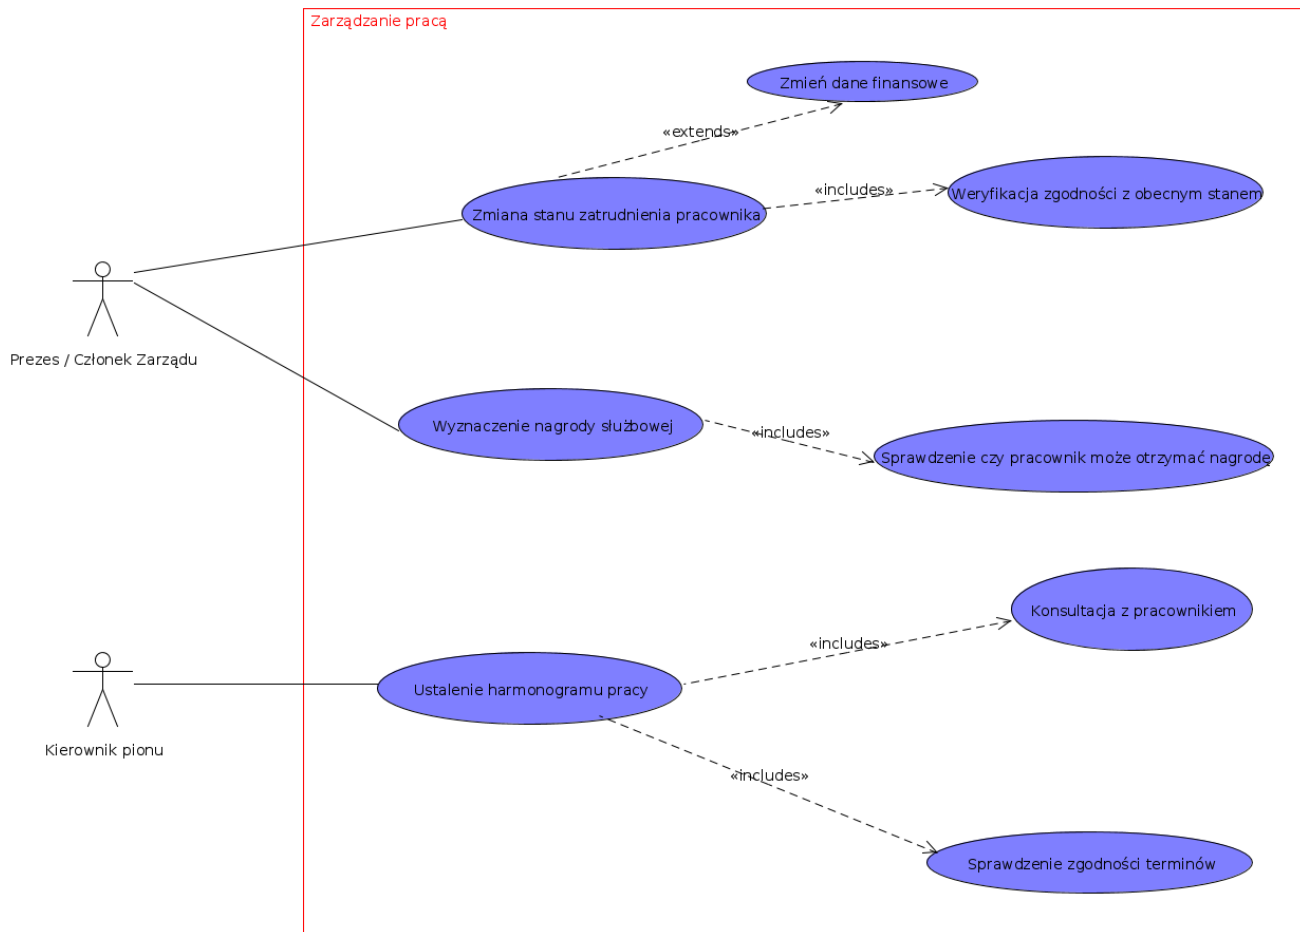 Zarządzanie pracą
Zmień dane finansowe
«extends»
«includes»
Weryfikacja zgodności z obecnym stanem
Zmiana stanu zatrudnienia pracownika
Prezes / Członek Zarządu
Wyznaczenie nagrody służbowej
«includes»
Sprawdzenie czy pracownik może otrzymać nagrodę
Konsultacja z pracownikiem
«includes»
Ustalenie harmonogramu pracy
Kierownik pionu
«includes»
Sprawdzenie zgodności terminów